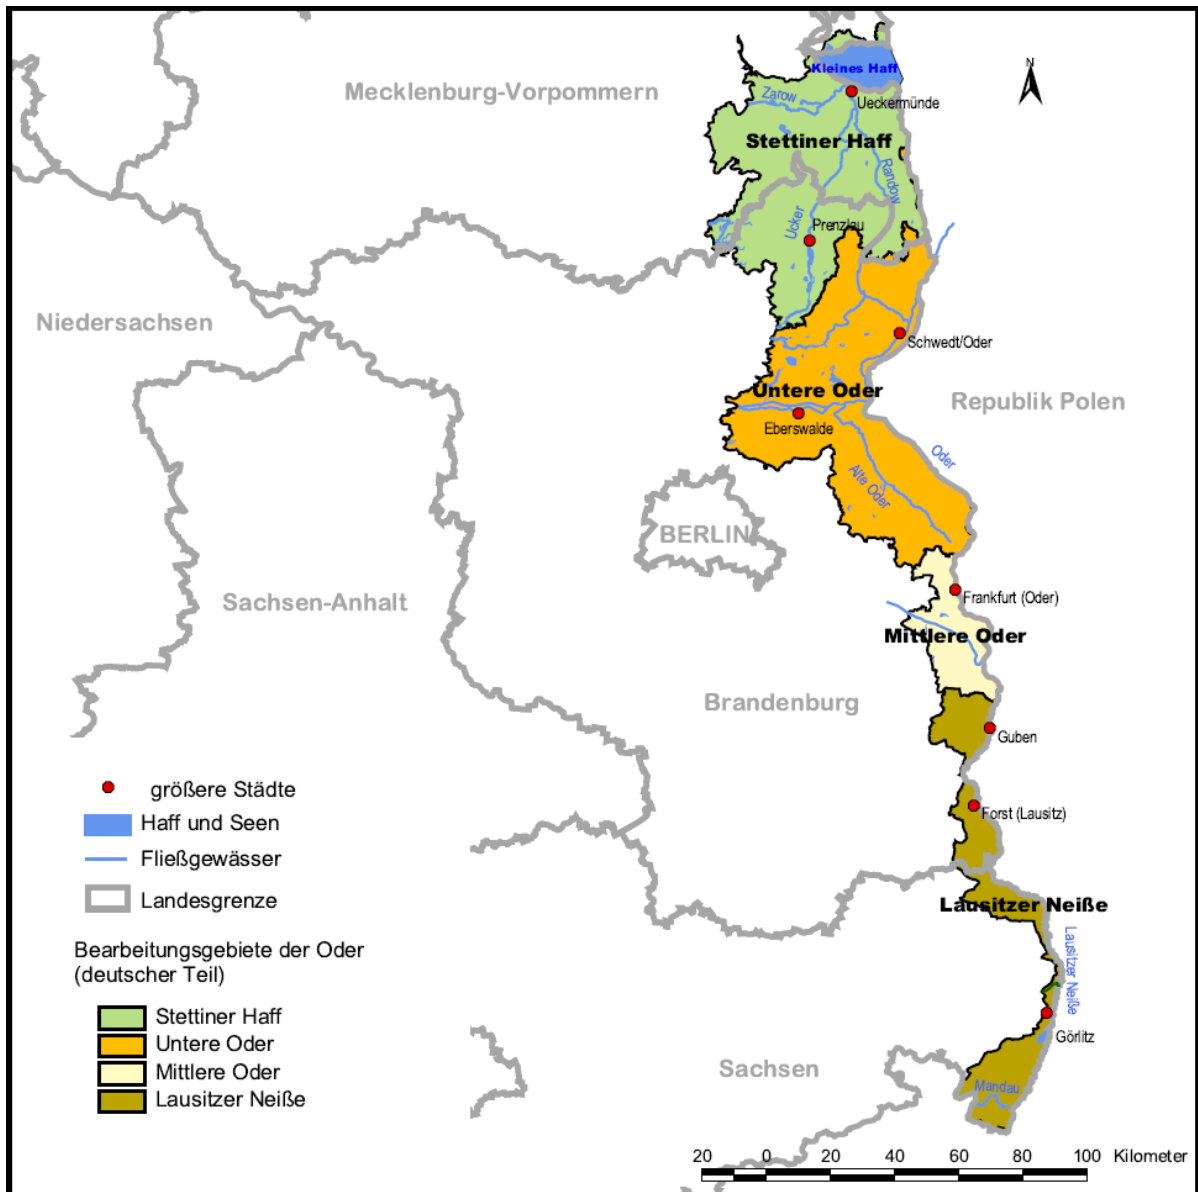 Kleines Haff
N
Mecklenburg-Vorpommern
Zarow
Ueckermünde
Stettiner Haff
Randow
Ucker
Prenzlau
Niedersachsen
Schwedt/Oder
Untere Oder
Republik Polen
Eberswalde
Oder
Alte Oder
BERLIN
Sachsen-Anhalt
Frankfurt (Oder)
Mittlere Oder
Brandenburg
Guben
größere Städte
Forst (Lausitz)
Haff und Seen
Fließgewässer
Landesgrenze
Lausitzer Neiße
Lausitzer Neiße
Bearbeitungsgebiete der Oder
(deutscher Teil)
Stettiner Haff
Untere Oder
Mittlere Oder
Lausitzer Neiße
Görlitz
Sachsen
Mandau
20 0 20 40 60 80 100 Kilometer